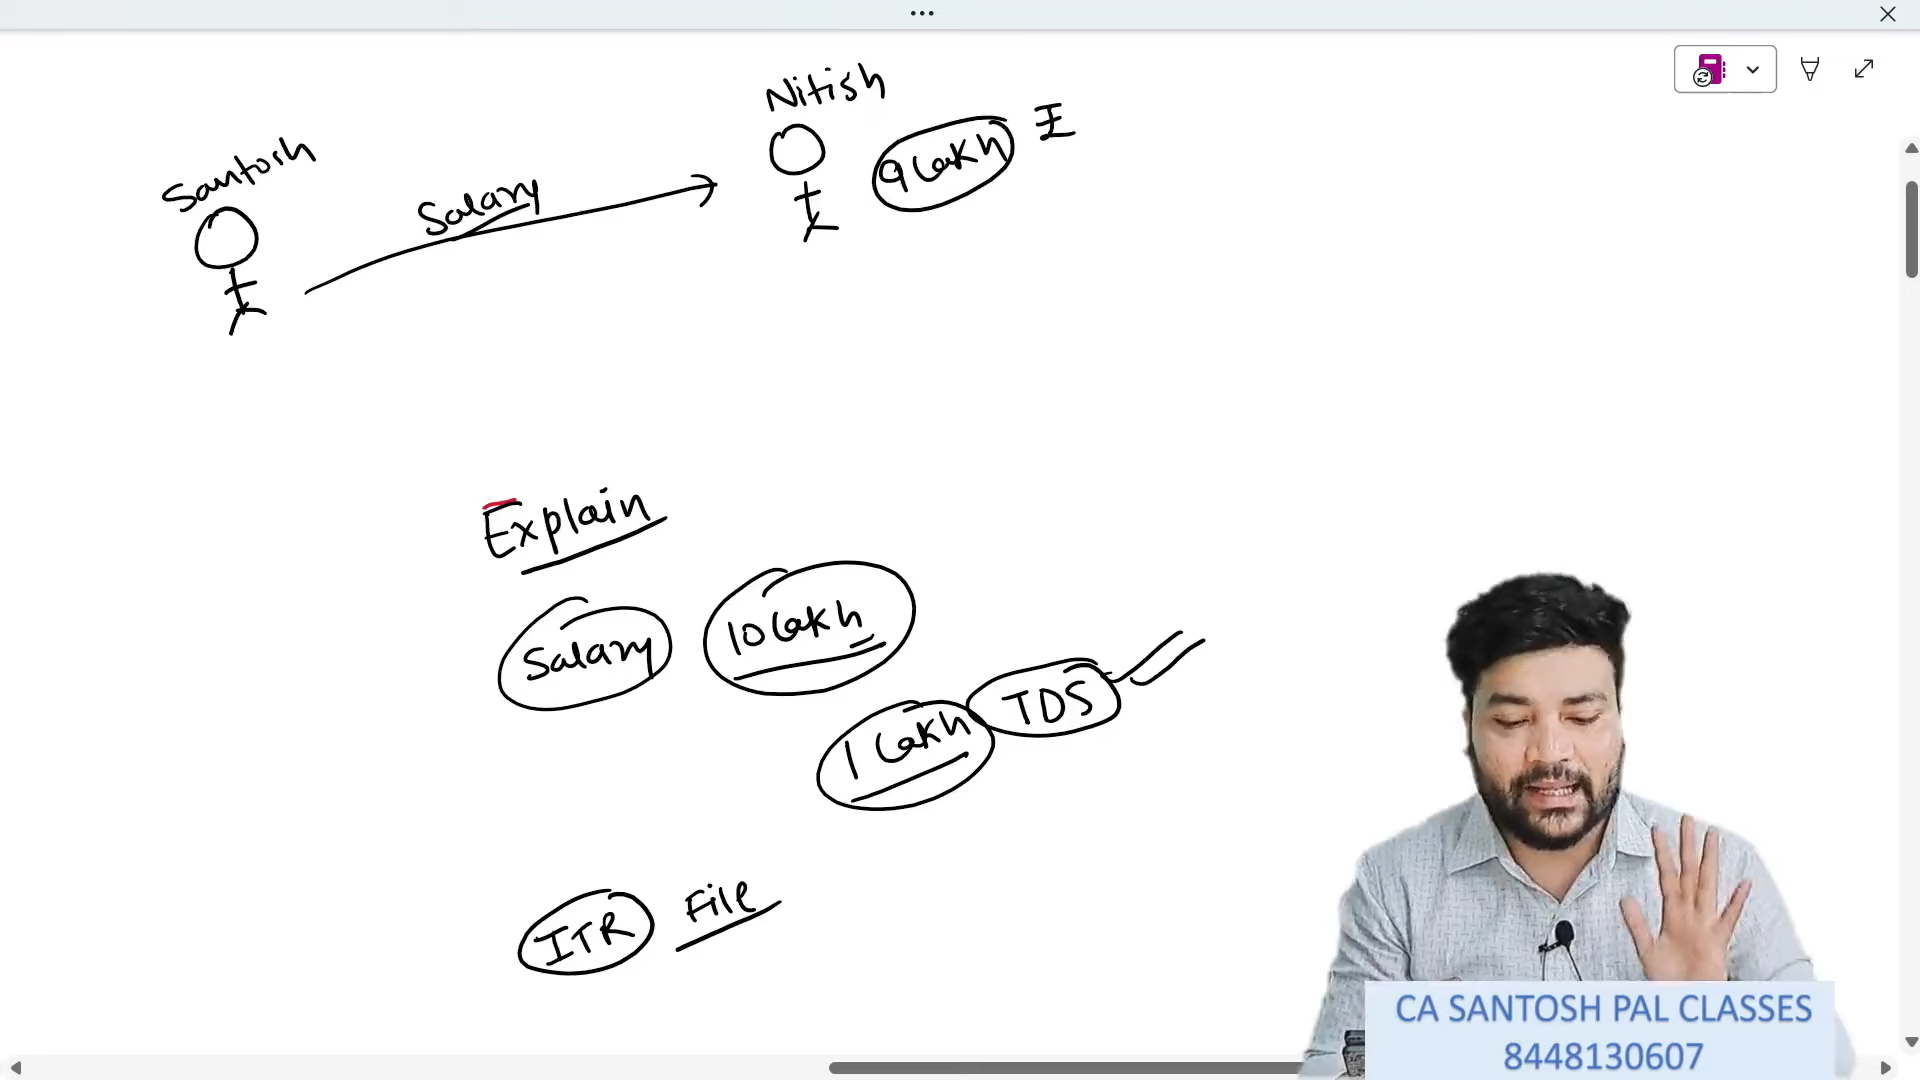 Nitish
9 Lakh I
Santosh
Salary
Explain
Salary 10 Lakh
1 Lakh TDS
ITR File
CA SANTOSH PAL CLASSES
8448130607